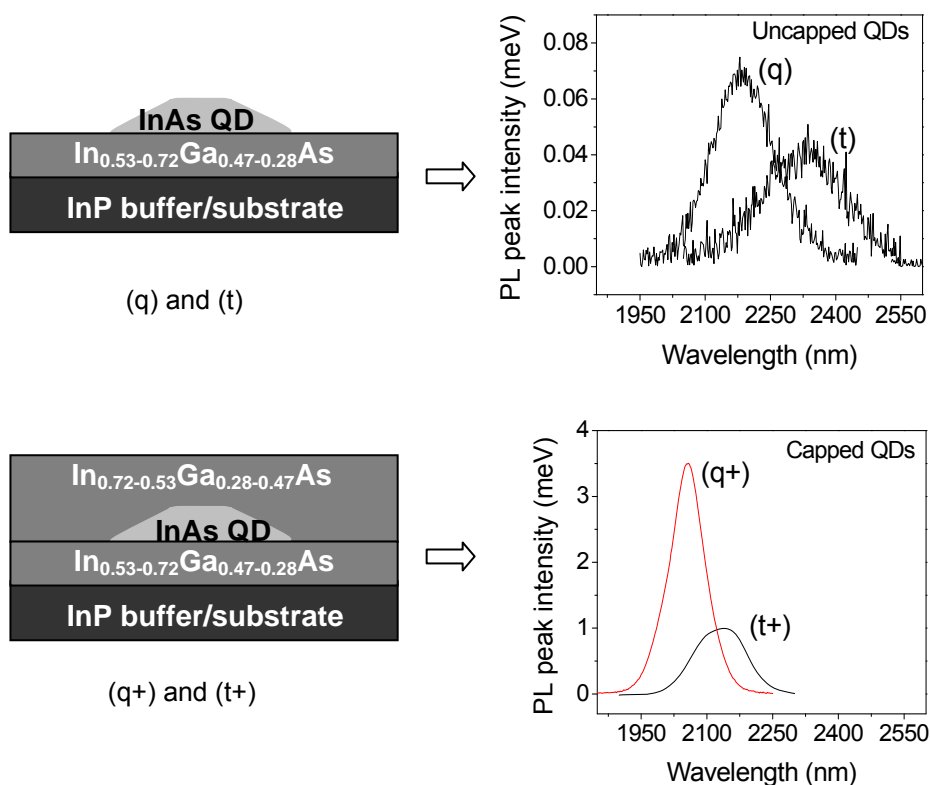 InAs QD
In0.53-0.72Ga0.47-0.28As
InP buffer/substrate
(q) and (t)
Uncapped QDs
(q)
(t)
PL peak intensity (meV)
0.08
0.06
0.04
0.02
0.00
1950 2100 2250 2400 2550
Wavelength (nm)
In0.72-0.53Ga0.28-0.47As
InAs QD
In0.53-0.72Ga0.47-0.28As
InP buffer/substrate
(q+) and (t+)
Capped QDs
(q+)
(t+)
PL peak intensity (meV)
4
3
2
1
0
1950 2100 2250 2400 2550
Wavelength (nm)